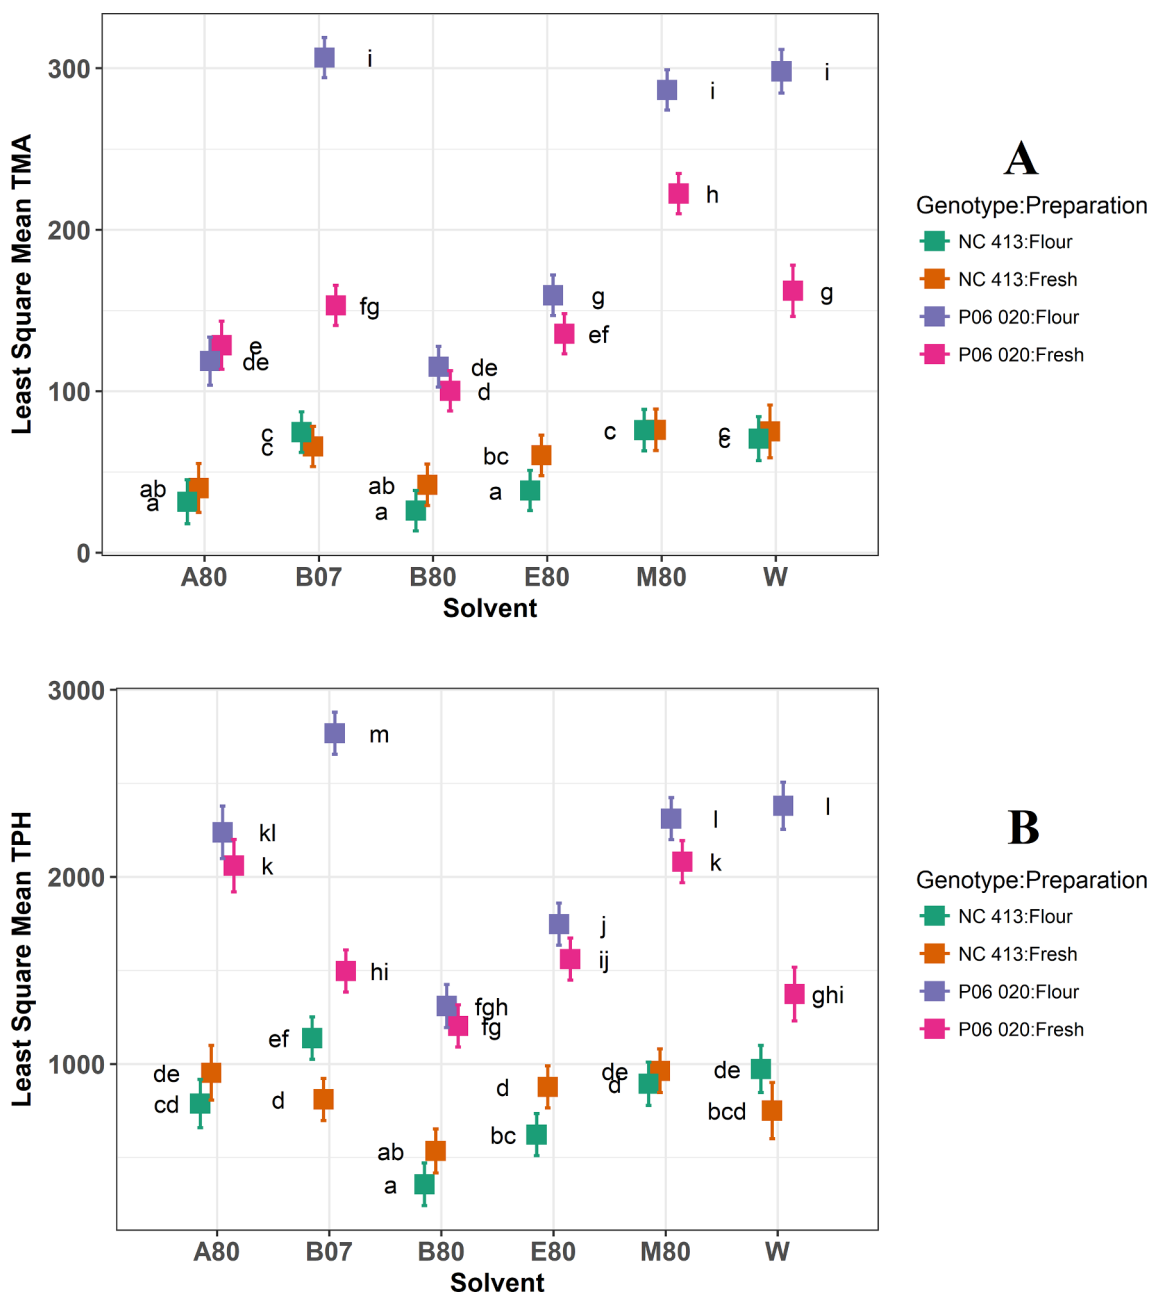 300
200
100
0
Least Square Mean TMA
i
i
i
h
fg
g
g
ef
e
de
de
d
c
c
c
c
c
bc
ab
a
ab
a
a
A80 B07 B80 E80 M80 W
Solvent
A
Genotype:Preparation
NC 413:Flour
NC 413:Fresh
P06 020:Flour
P06 020:Fresh
3000
2000
1000
Least Square Mean TPH
m
kl
k
l
l
k
j
ij
hi
ghi
fgh
fg
ef
de
cd
d
d
de
d
de
bcd
bc
ab
a
A80 B07 B80 E80 M80 W
Solvent
B
Genotype:Preparation
NC 413:Flour
NC 413:Fresh
P06 020:Flour
P06 020:Fresh